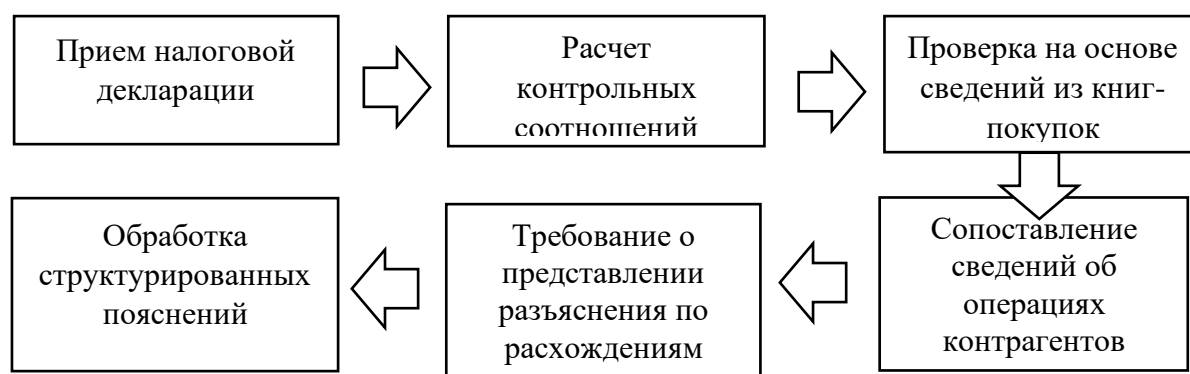 Прием налоговой
декларации
Расчет
контрольных
соотношений
Проверка на основе
сведений из книг-
покупок
Сопоставление
сведений об
операциях
контрагентов
Требование о
представлении
разъяснения по
расхождениям
Обработка
структурированных
пояснений